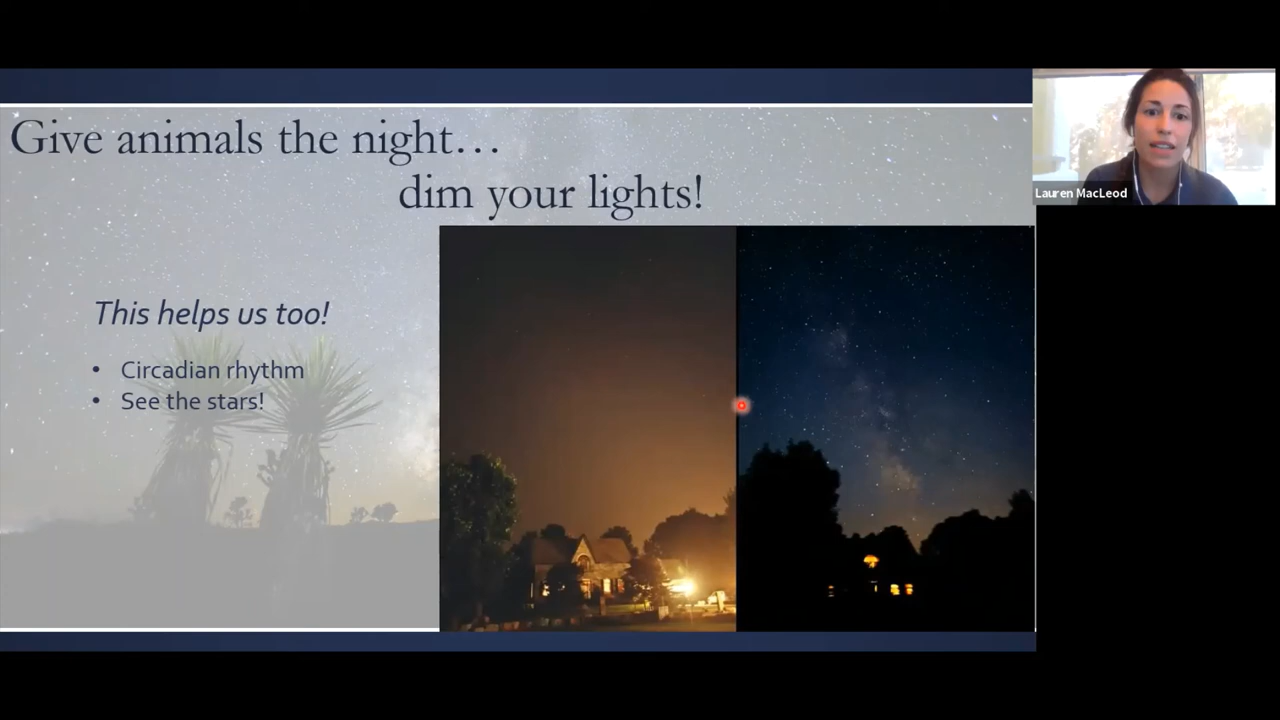 Give animals the night…
dim your lights!
This helps us too!
• Circadian rhythm
• See the stars!
Lauren MacLeod